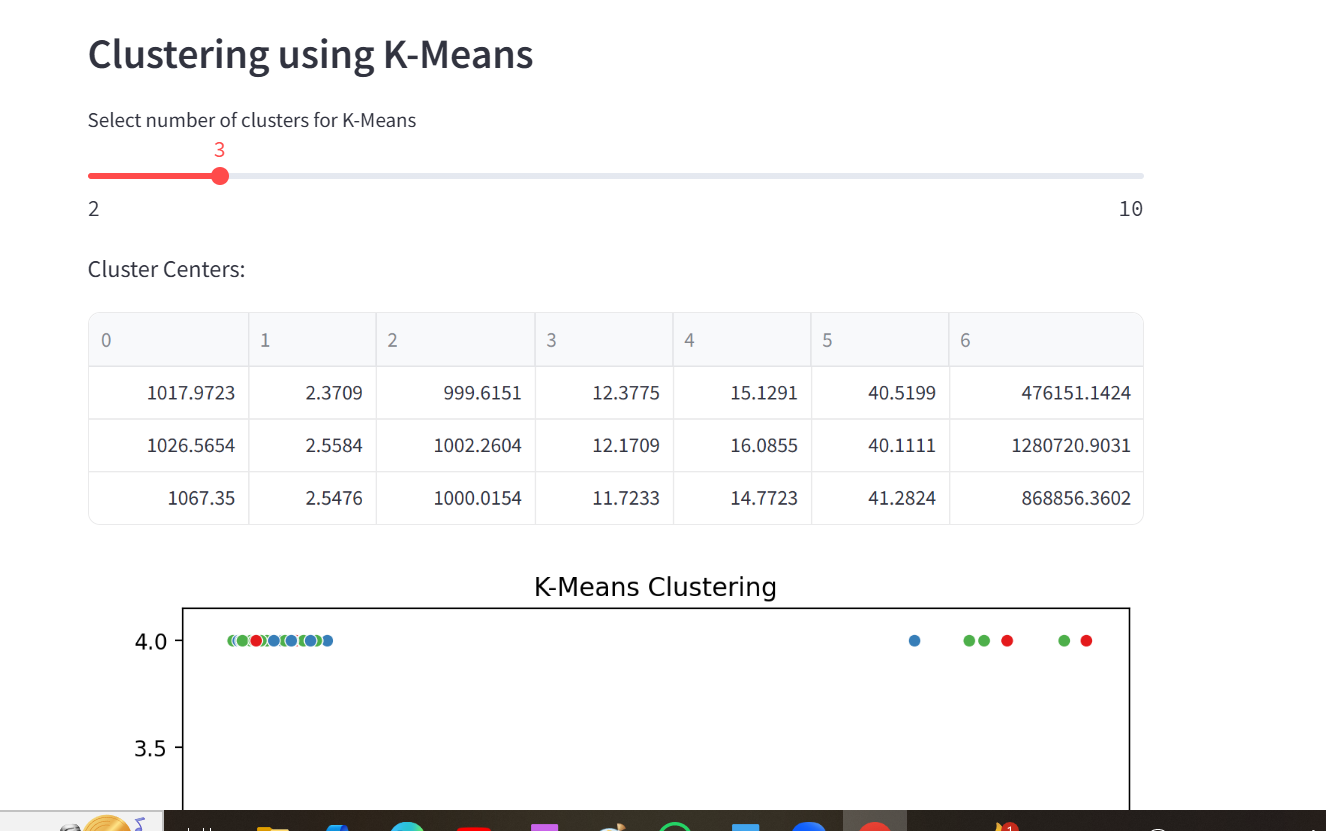 Clustering using K-Means
Select number of clusters for K-Means
3
2 10
Cluster Centers:
0 1 2 3 4 5 6
1017.9723 2.3709 999.6151 12.3775 15.1291 40.5199 476151.1424
1026.5654 2.5584 1002.2604 12.1709 16.0855 40.1111 1280720.9031
1067.35 2.5476 1000.0154 11.7233 14.7723 41.2824 868856.3602
K-Means Clustering
4.0
3.5
1